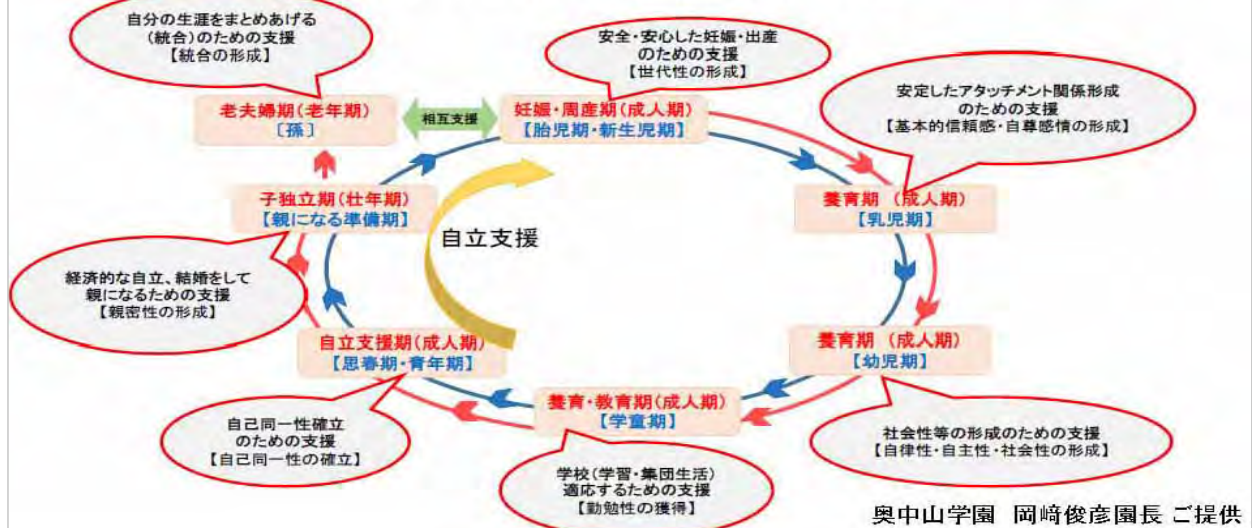 自分の生涯をまとめあげる
(統合)のための支援
【統合の形成】
安全・安心した妊娠・出産
のための支援
【世代性の形成】
安定したアタッチメント関係形成
のための支援
【基本的信頼感・自尊感情の形成】
老夫婦期(老年期)
〔孫〕
相互支援
妊娠・周産期(成人期)
【胎児期・新生児期】
子独立期(壮年期)
【親になる準備期】
養育期 (成人期)
【乳児期】
自立支援
経済的な自立、結婚をして
親になるための支援
【親密性の形成】
自立支援期(成人期)
【思春期・青年期】
養育期 (成人期)
【幼児期】
養育・教育期(成人期)
【学童期】
自己同一性確立
のための支援
【自己同一性の確立】
社会性等の形成のための支援
【自律性・自主性・社会性の形成】
学校(学習・集団生活)
適応するための支援
【勤勉性の獲得】
奥中山学園 岡﨑俊彦園長 ご提供